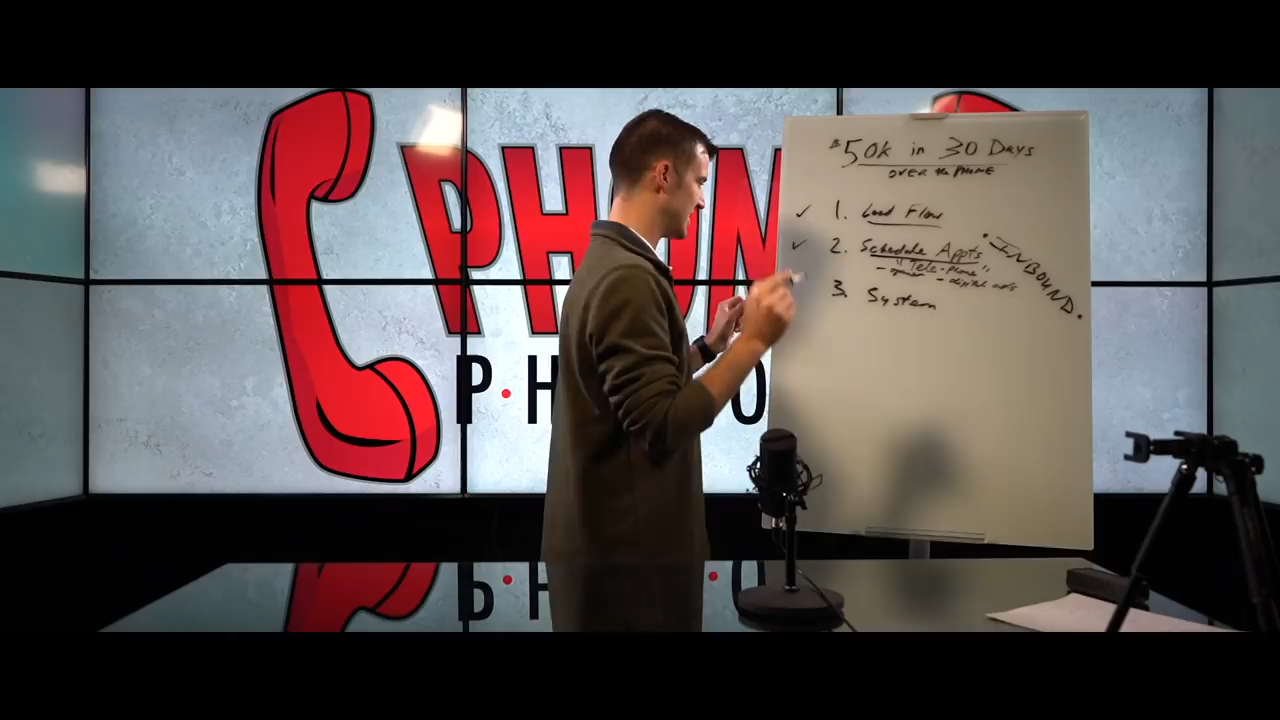 PHON
P·H O
$50k in 30 Days
OVER the PHONE
✓ 1. Lead Flow
✓ 2. Schedule Appts
"Tele-phone"
- - digital ads
3. System
• INBOUND •